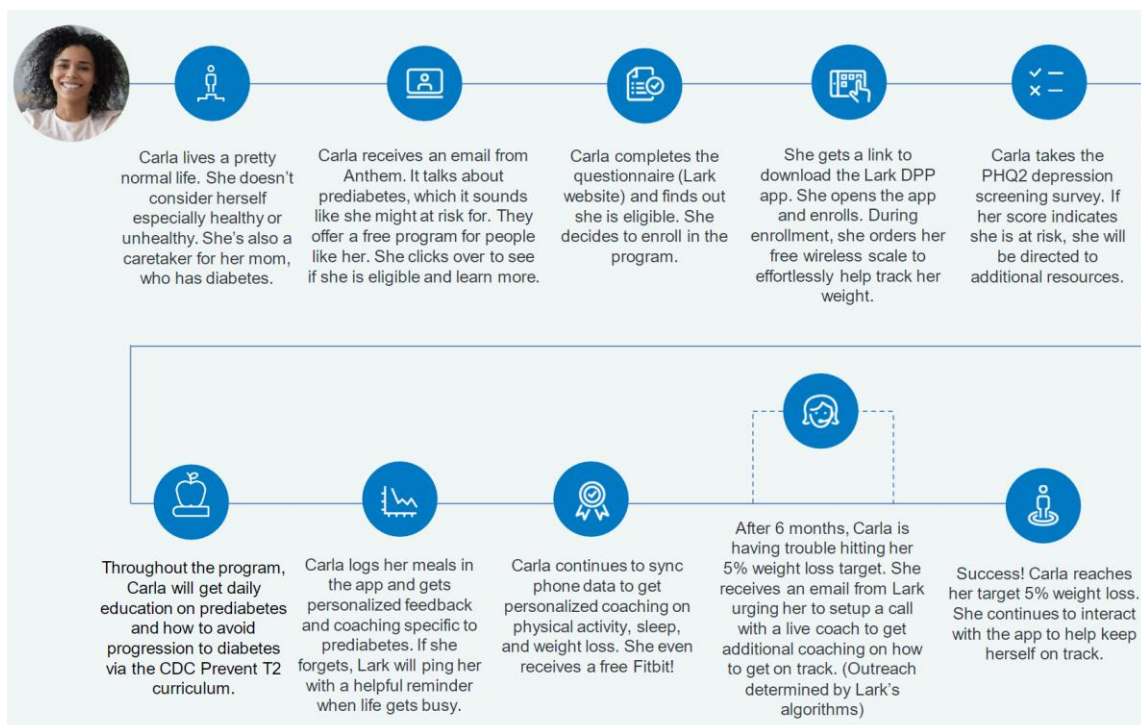 Carla lives a pretty
normal life. She doesn’t
consider herself
especially healthy or
unhealthy. She’s also a
caretaker for her mom,
who has diabetes.
Carla receives an email from
Anthem. It talks about
prediabetes, which it sounds
like she might at risk for. They
offer a free program for people
like her. She clicks over to see
if she is eligible and learn more.
Carla completes the
questionnaire (Lark
website) and finds out
she is eligible. She
decides to enroll in the
program.
She gets a link to
download the Lark DPP
app. She opens the app
and enrolls. During
enrollment, she orders her
free wireless scale to
effortlessly help track her
weight.
Carla takes the
PHQ2 depression
screening survey. If
her score indicates
she is at risk, she will
be directed to
additional resources.
Throughout the program,
Carla will get daily
education on prediabetes
and how to avoid
progression to diabetes
via the CDC Prevent T2
curriculum.
Carla logs her meals in
the app and gets
personalized feedback
and coaching specific to
prediabetes. If she
forgets, Lark will ping her
with a helpful reminder
when life gets busy.
Carla continues to sync
phone data to get
personalized coaching on
physical activity, sleep,
and weight loss. She even
receives a free Fitbit!
After 6 months, Carla is
having trouble hitting her
5% weight loss target. She
receives an email from Lark
urging her to setup a call
with a live coach to get
additional coaching on how
to get on track. (Outreach
determined by Lark’s
algorithms)
Success! Carla reaches
her target 5% weight loss.
She continues to interact
with the app to help keep
herself on track.